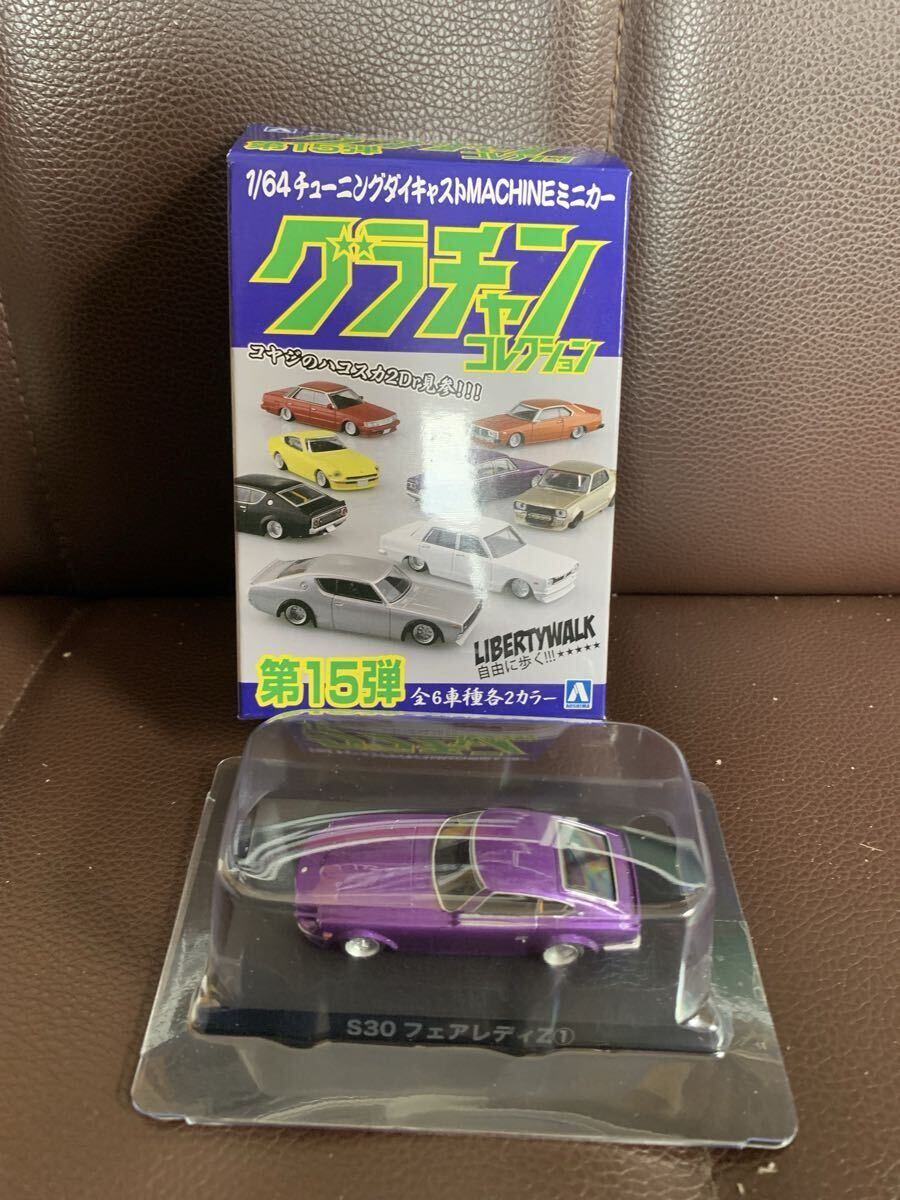 第15弾
1/64チューニングダイキャストMACHINEミニカー
グラチャン
コレクション
コヤジのハコスカ2Dr見参!!!
LIBERTYWALK
自由に歩く!!!★★★★★
第15弾 全6車種各2カラー
AOSHIMA
S30 フェアレディZ①